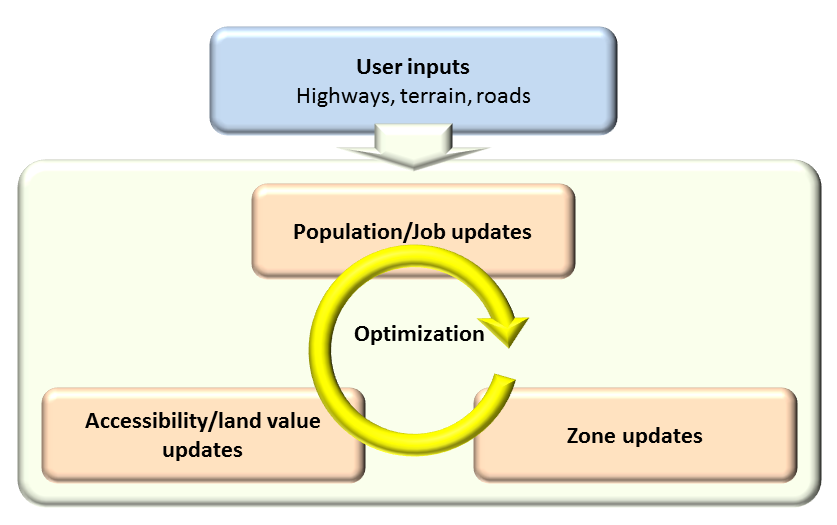 User inputs
Highways, terrain, roads
Population/Job updates
Optimization
Accessibility/land value
updates
Zone updates